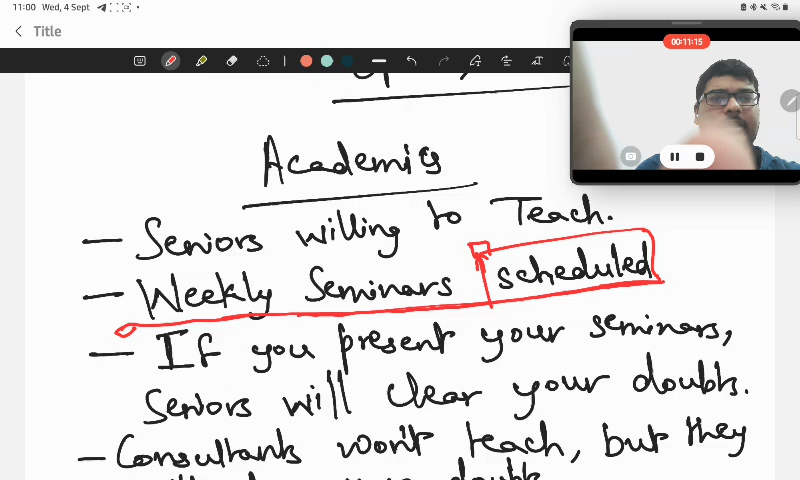 11:00 Wed, 4 Sept
Title
00:11:15
Academics
— Seniors willing to Teach.
— Weekly Seminars scheduled
— If you present your seminars,
Seniors will clear your doubts.
— Consultants won't teach, but they